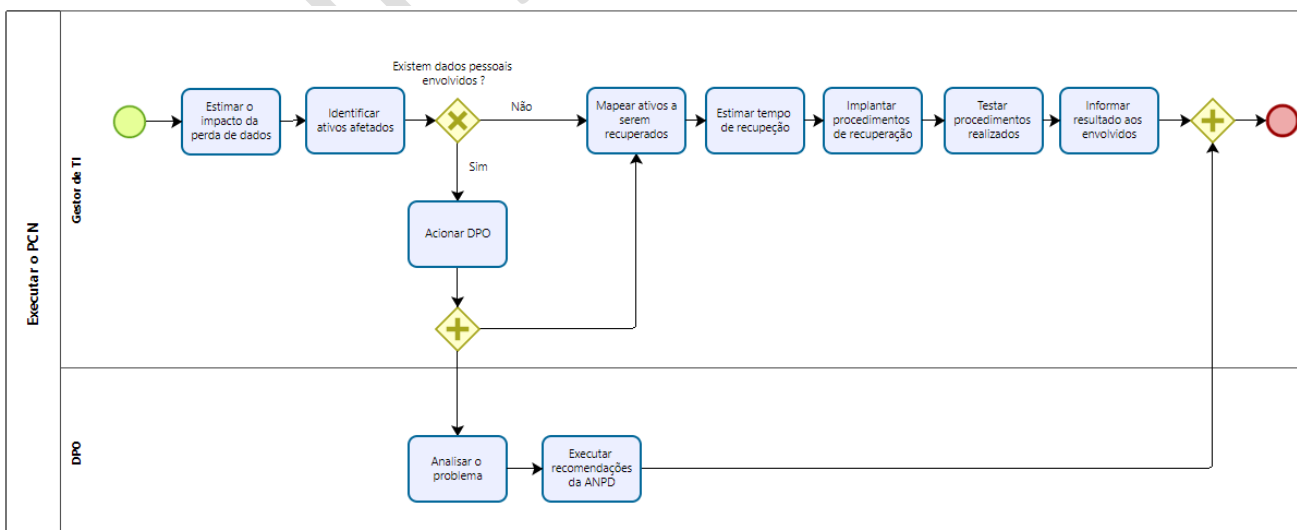 Executar o PCN
Gestor de TI
Estimar o
impacto da
perda de dados
Identificar
ativos afetados
Existem dados pessoais
envolvidos ?
Não
Sim
Mapear ativos a
serem
recuperados
Estimar tempo
de recupeção
Implantar
procedimentos
de recuperação
Testar
procedimentos
realizados
Informar
resultado aos
envolvidos
Acionar DPO
DPO
Analisar o
problema
Executar
recomendações
da ANPD